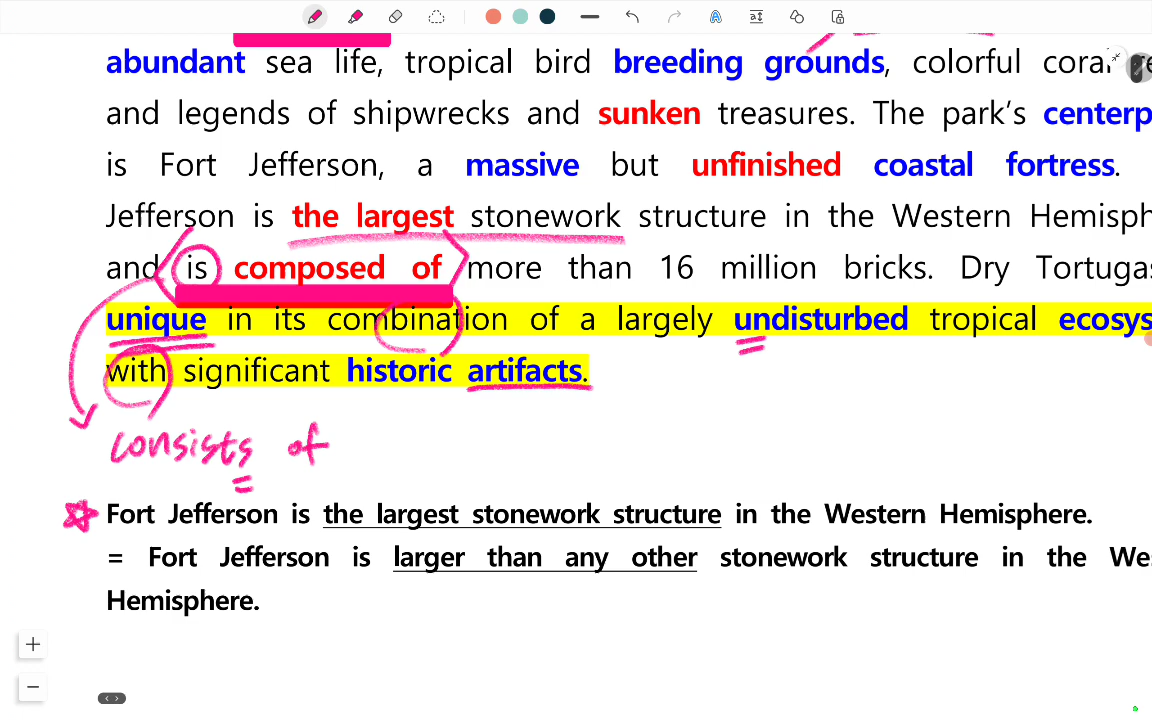 abundant sea life, tropical bird breeding grounds, colorful coral
and legends of shipwrecks and sunken treasures. The park's centerp
is Fort Jefferson, a massive but unfinished coastal fortress.
Jefferson is the largest stonework structure in the Western Hemisph
and is composed of more than 16 million bricks. Dry Tortugas
unique in its combination of a largely undisturbed tropical ecosys
with significant historic artifacts.
consists of
☆ Fort Jefferson is the largest stonework structure in the Western Hemisphere.
= Fort Jefferson is larger than any other stonework structure in the Wes
Hemisphere.